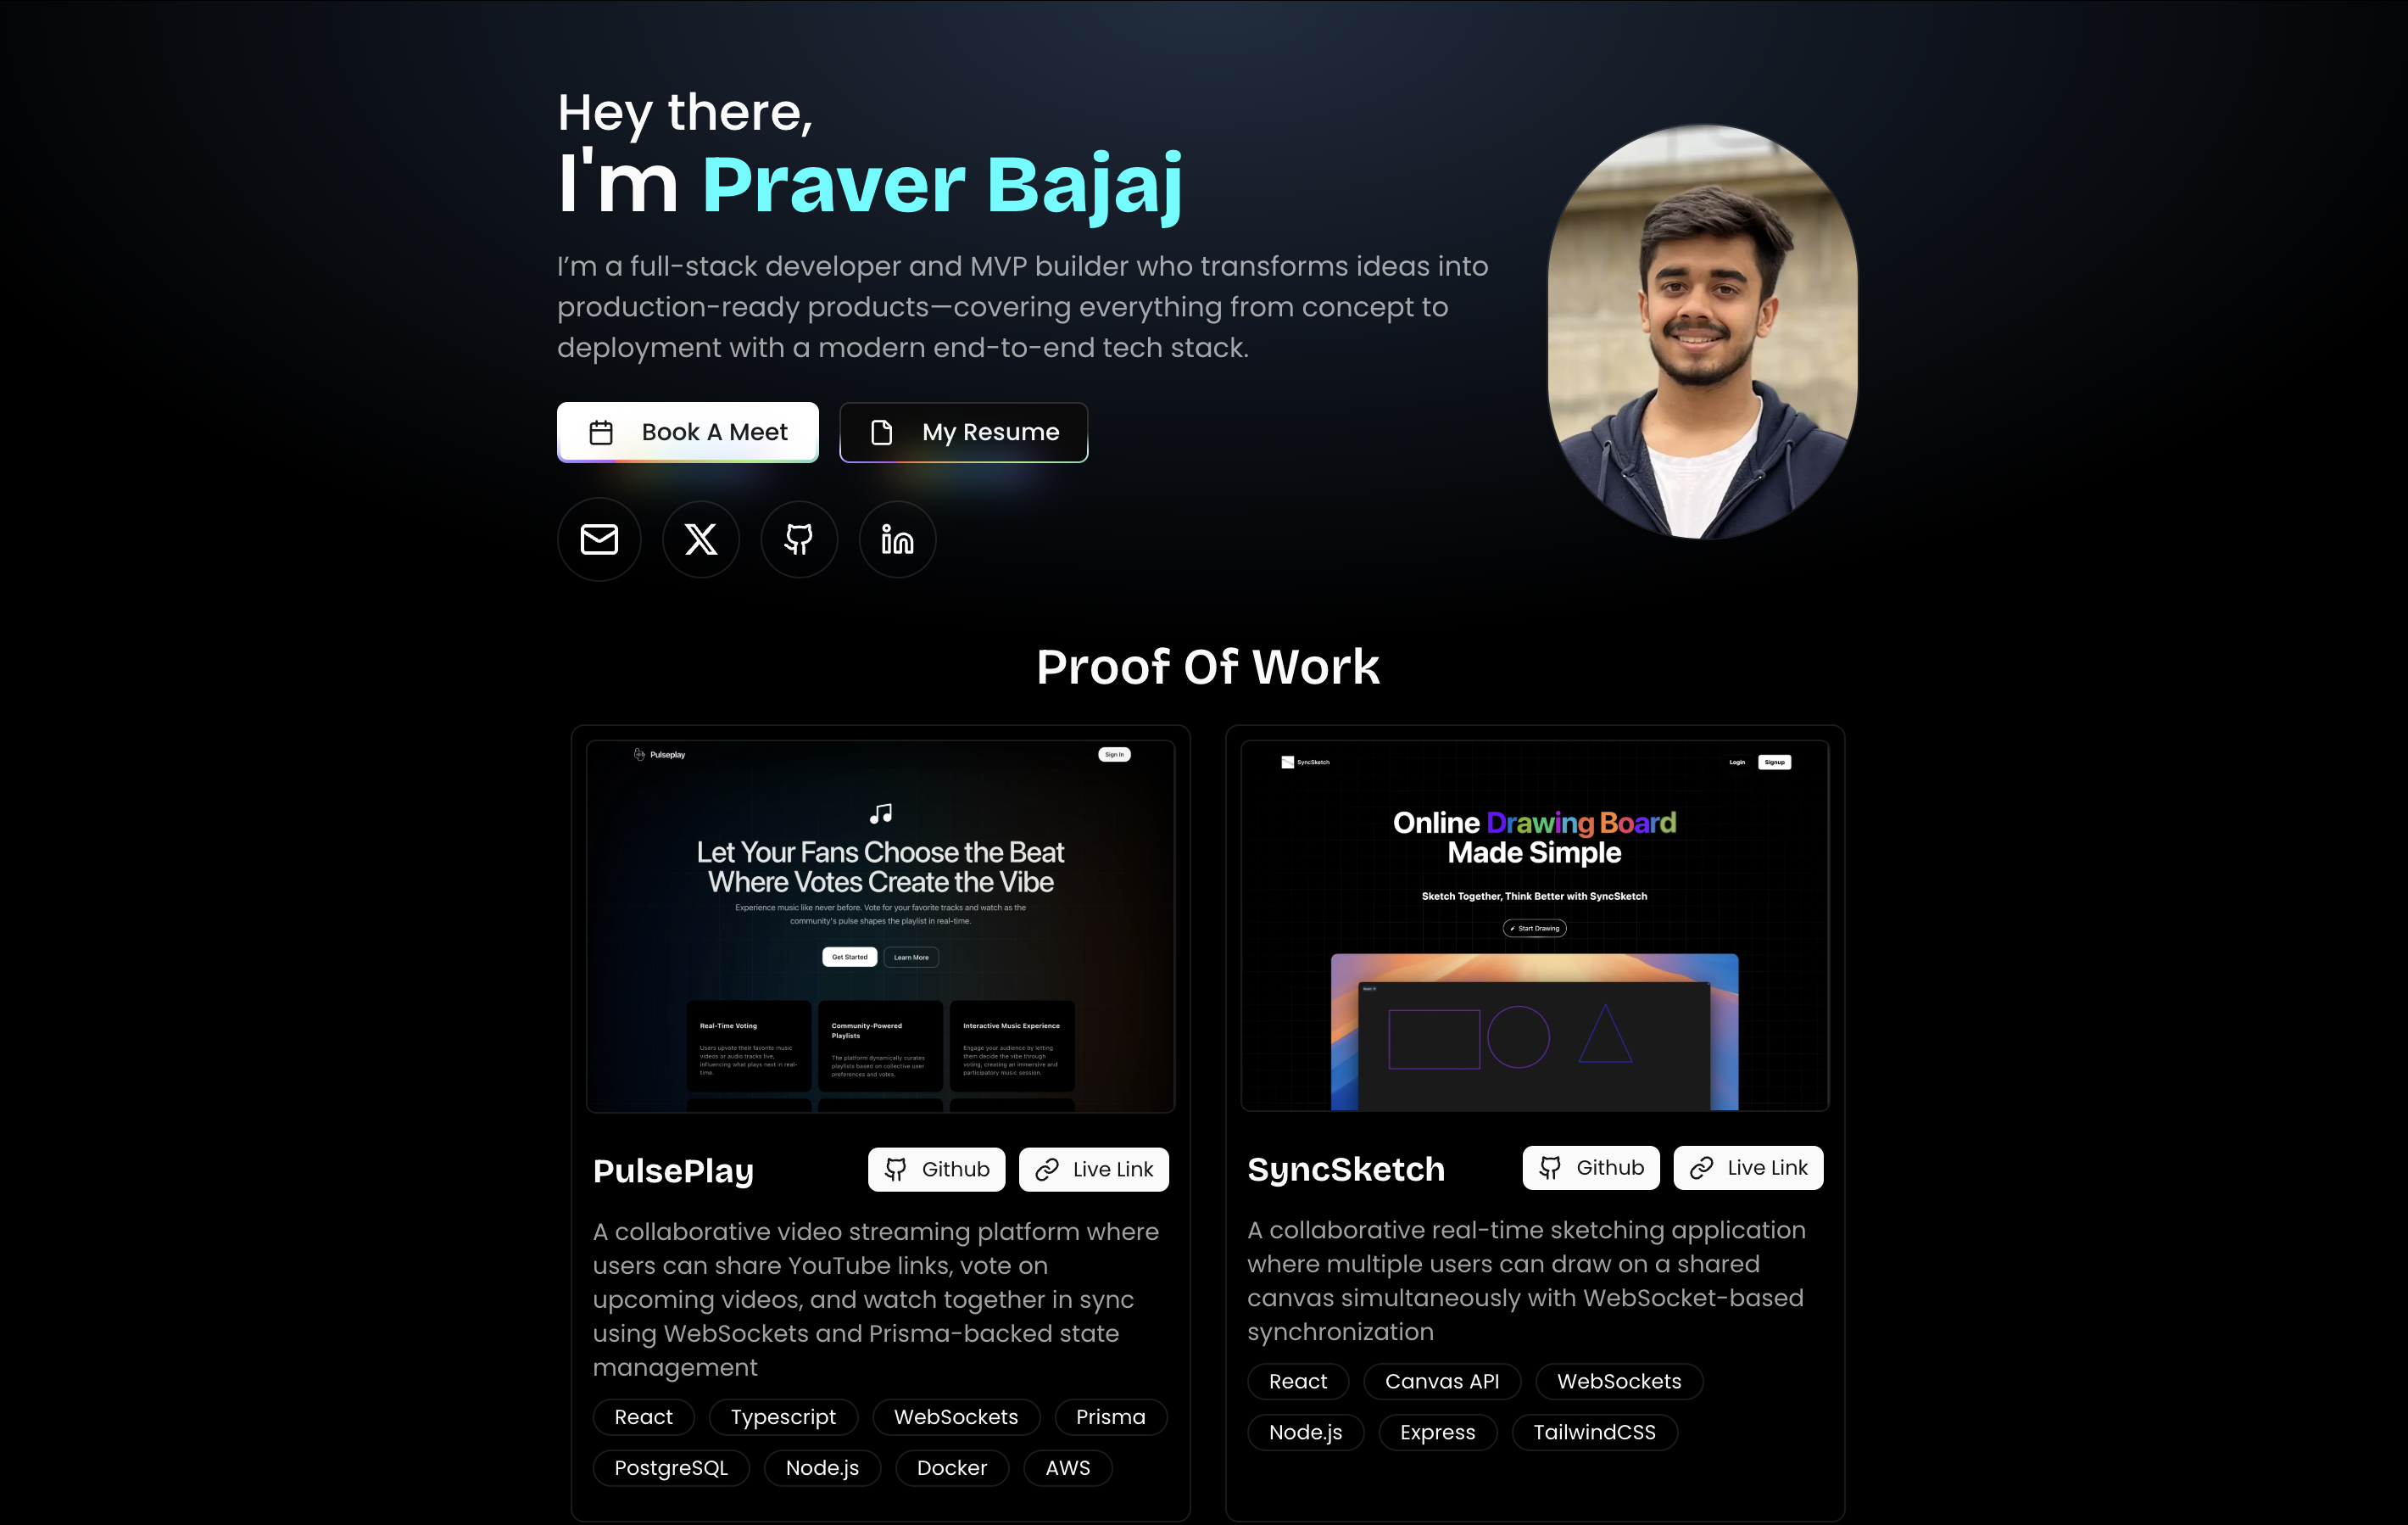 Hey there,
I'm Praver Bajaj
I’m a full-stack developer and MVP builder who transforms ideas into
production-ready products—covering everything from concept to
deployment with a modern end-to-end tech stack.
Book A Meet
My Resume
Proof Of Work
Pulseplay
Sign In
Let Your Fans Choose the Beat
Where Votes Create the Vibe
Experience music like never before. Vote for your favorite tracks and watch as the
community's pulse shapes the playlist in real-time.
Get Started
Learn More
Real-Time Voting
Users upvote their favorite music
videos or audio tracks live,
influencing what plays next in real-
time.
Community-Powered
Playlists
The platform dynamically curates
playlists based on collective user
preferences and votes.
Interactive Music Experience
Engage your audience by letting
them decide the vibe through
voting, creating an immersive and
participatory music session.
PulsePlay
Github
Live Link
A collaborative video streaming platform where
users can share YouTube links, vote on
upcoming videos, and watch together in sync
using WebSockets and Prisma-backed state
management
React
Typescript
WebSockets
Prisma
PostgreSQL
Node.js
Docker
AWS
SyncSketch
Login
Signup
Online Drawing Board
Made Simple
Sketch Together, Think Better with SyncSketch
Start Drawing
SyncSketch
Github
Live Link
A collaborative real-time sketching application
where multiple users can draw on a shared
canvas simultaneously with WebSocket-based
synchronization
React
Canvas API
WebSockets
Node.js
Express
TailwindCSS